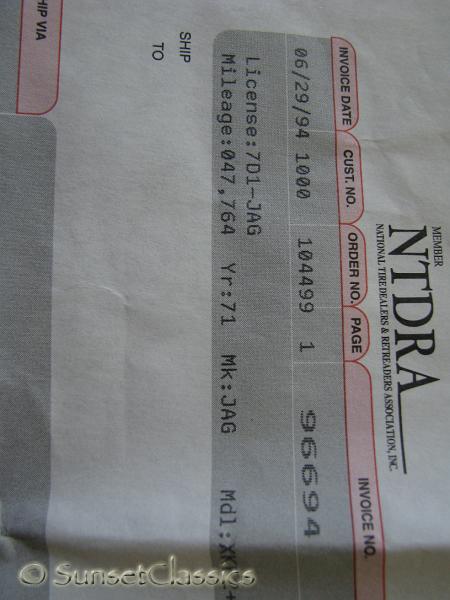 MEMBER
NTDRA
NATIONAL TIRE DEALERS & RETREADERS ASSOCIATION, INC.
INVOICE DATE CUST. NO. ORDER NO. PAGE INVOICE NO.
06/29/94 1000 104499 1 96694
License:7D1-JAG
Mileage:047,764 Yr:71 Mk:JAG Mdl:
SHIP
TO
SHIP VIA
© SunsetClassics